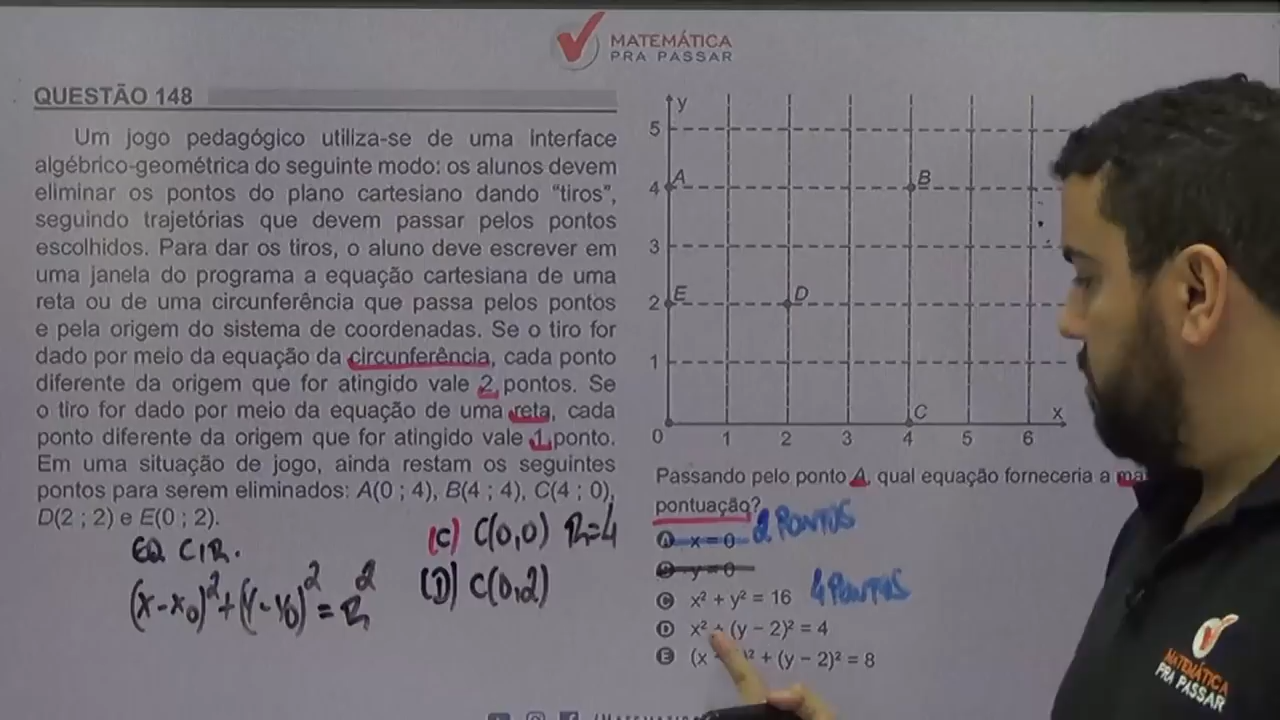 MATEMÁTICA
PRA PASSAR
QUESTÃO 148
Um jogo pedagógico utiliza-se de uma interface
algébrico-geométrica do seguinte modo: os alunos devem
eliminar os pontos do plano cartesiano dando "tiros",
seguindo trajetórias que devem passar pelos pontos
escolhidos. Para dar os tiros, o aluno deve escrever em
uma janela do programa a equação cartesiana de uma
reta ou de uma circunferência que passa pelos pontos
e pela origem do sistema de coordenadas. Se o tiro for
dado por meio da equação da circunferência, cada ponto
diferente da origem que for atingido vale 2 pontos. Se
o tiro for dado por meio da equação de uma reta, cada
ponto diferente da origem que for atingido vale 1 ponto.
Em uma situação de jogo, ainda restam os seguintes
pontos para serem eliminados: A(0 ; 4), B(4 ; 4), C(4 ; 0),
D(2 ; 2) e E(0 ; 2).
EQ CIR.
(x-x₀)²+(y-y₀)²=R²
(C) C(0,0) R=4
(D) C(0,2)
y
5
4 A B
3
2 E D
1
C x
0 1 2 3 4 5 6
Passando pelo ponto A, qual equação forneceria a
pontuação?
A x = 0 2 PONTOS
B y = 0
C x² + y² = 16 4 PONTOS
D x² + (y − 2)² = 4
E (x )² + (y − 2)² = 8
MATEMÁTICA
PRA PASSAR